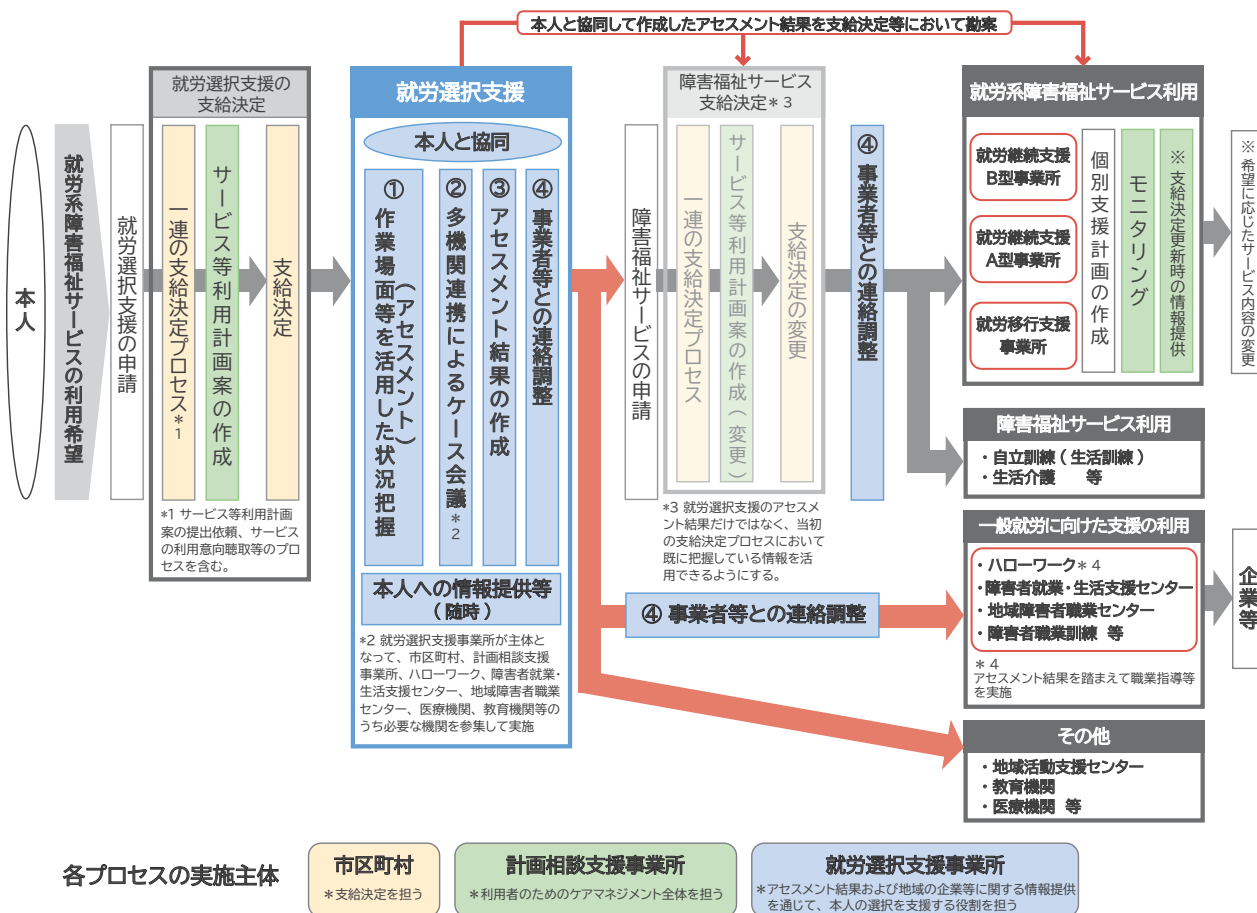 本人と協同して作成したアセスメント結果を支給決定等において勘案
本人
就労系障害福祉サービスの利用希望
就労選択支援の申請
就労選択支援の
支給決定
一連の支給決定プロセス*1
サービス等利用計画案の作成
支給決定
*1 サービス等利用計画
案の提出依頼、サービス
の利用意向聴取等のプロ
セスを含む。
就労選択支援
本人と協同
① 作業場面等を活用した状況把握
(アセスメント)
② 多機関連携によるケース会議*2
③ アセスメント結果の作成
④ 事業者等との連絡調整
本人への情報提供等
(随時)
*2 就労選択支援事業所が主体と
なって、市区町村、計画相談支援
事業所、ハローワーク、障害者就業・
生活支援センター、地域障害者職業
センター、医療機関、教育機関等の
うち必要な機関を参集して実施
障害福祉サービスの申請
障害福祉サービス
支給決定*3
一連の支給決定プロセス
サービス等利用計画案の作成(変更)
支給決定の変更
*3 就労選択支援のアセスメ
ント結果だけではなく、当初
の支給決定プロセスにおいて
既に把握している情報を活
用できるようにする。
④ 事業者等との連絡調整
④ 事業者等との連絡調整
就労系障害福祉サービス利用
就労継続支援
B型事業所
就労継続支援
A型事業所
就労移行支援
事業所
個別支援計画の作成
モニタリング
※支給決定更新時の情報提供
※希望に応じたサービス内容の変更
障害福祉サービス利用
・自立訓練(生活訓練)
・生活介護 等
一般就労に向けた支援の利用
・ハローワーク*4
・障害者就業・生活支援センター
・地域障害者職業センター
・障害者職業訓練 等
*4
アセスメント結果を踏まえて職業指導等
を実施
企業等
その他
・地域活動支援センター
・教育機関
・医療機関 等
各プロセスの実施主体
市区町村
*支給決定を担う
計画相談支援事業所
*利用者のためのケアマネジメント全体を担う
就労選択支援事業所
*アセスメント結果および地域の企業等に関する情報提供
を通じて、本人の選択を支援する役割を担う